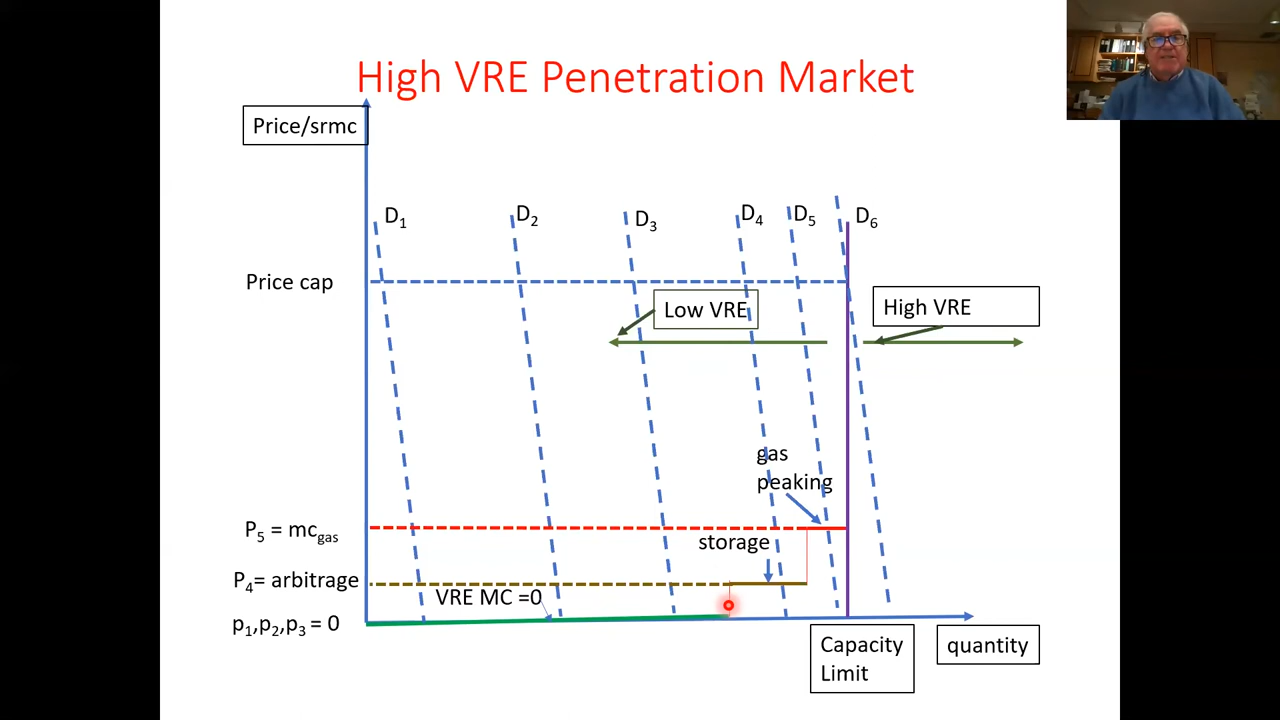 High VRE Penetration Market
Price/srmc
D1
D2
D3
D4
D5
D6
Price cap
Low VRE
High VRE
gas
peaking
P5 = mcgas
storage
P4= arbitrage
VRE MC =0
p1,p2,p3 = 0
Capacity
Limit
quantity